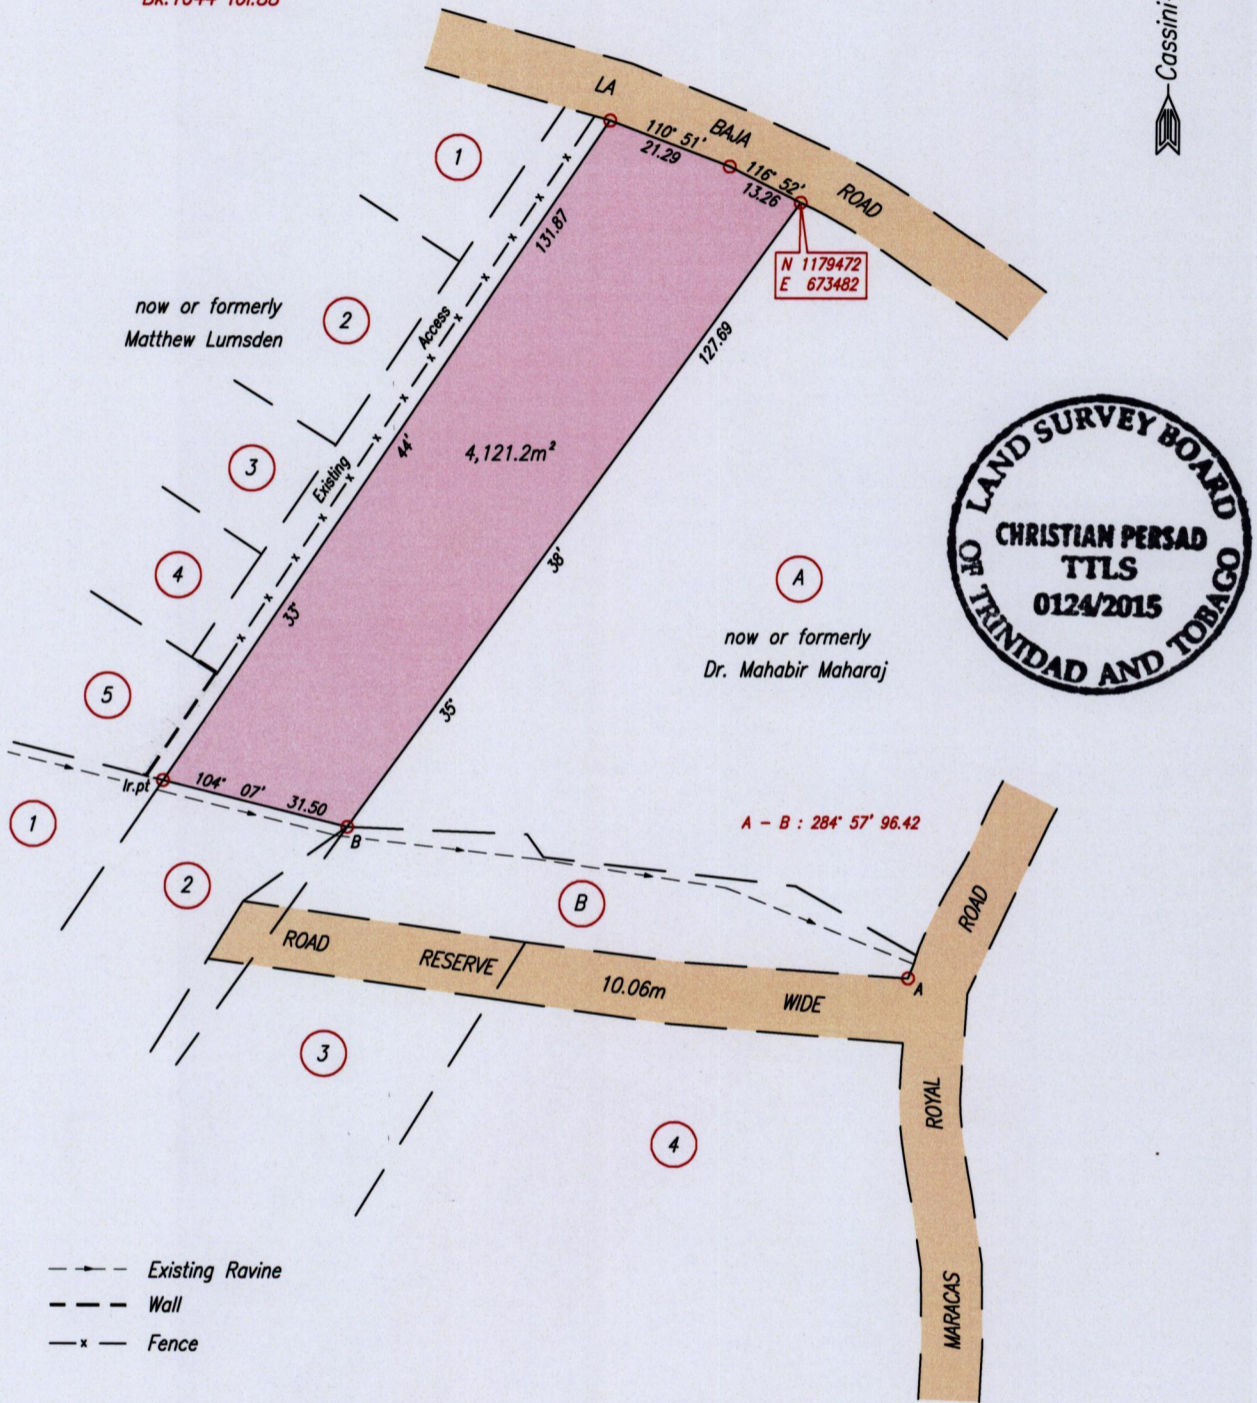 Cassini
LA BAJA ROAD
110° 51'
21.29
116° 52'
13.26
N 1179472
E 673482
1
131.87
now or formerly
Matthew Lumsden
2
Access
127.69
3
Existing
44'
4,121.2m²
4
33°
38'
A
now or formerly
Dr. Mahabir Maharaj
LAND SURVEY BOARD
CHRISTIAN PERSAD
TTLS
0124/2015
OF TRINIDAD AND TOBAGO
5
35°
Ir.pt
104° 07' 31.50
B
1
A - B : 284° 57' 96.42
2
B
ROAD RESERVE 10.06m WIDE
A
3
4
MARACAS ROYAL ROAD
Existing Ravine
Wall
Fence